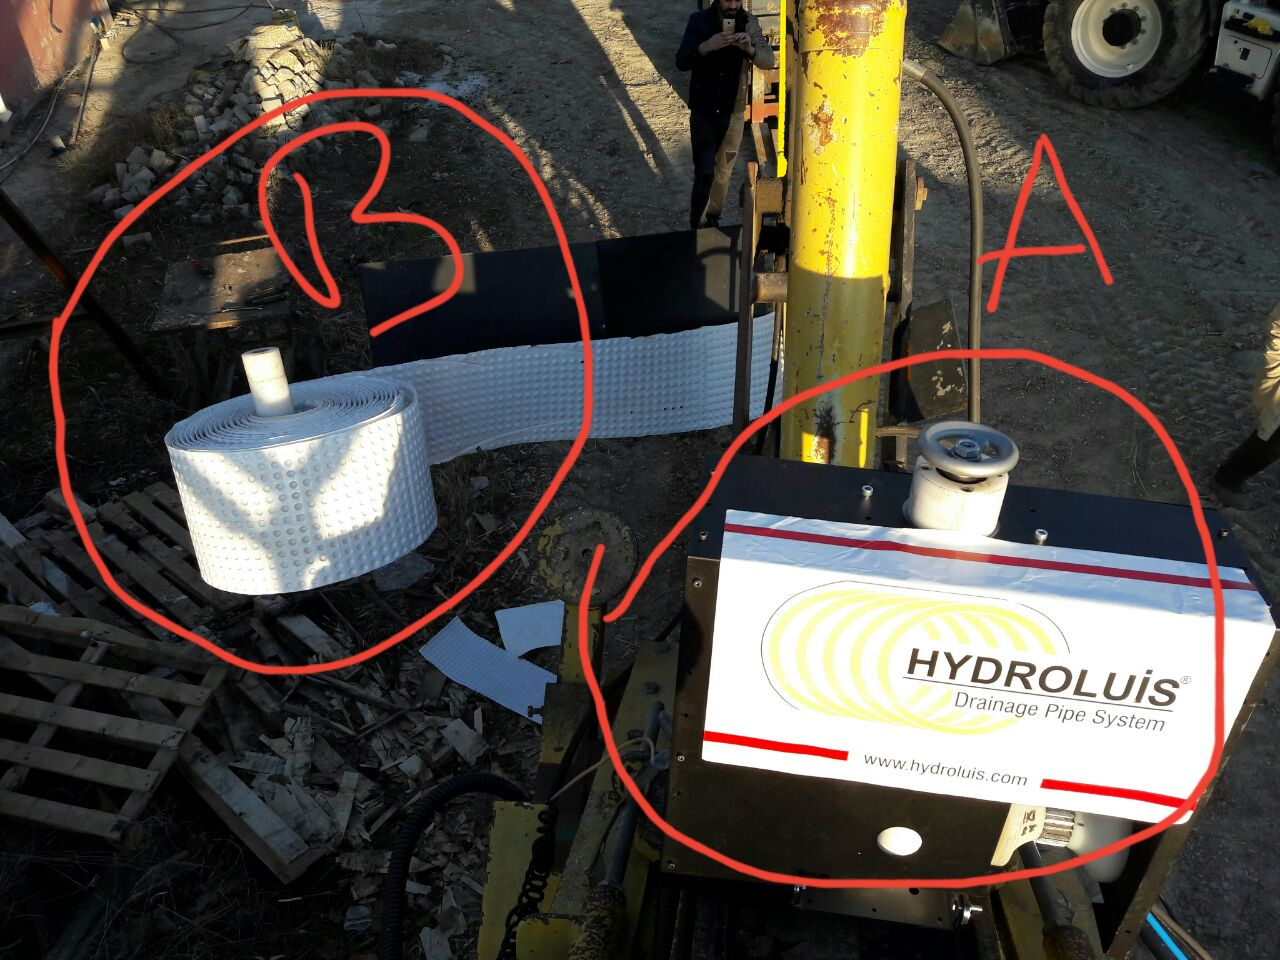 B
A
HYDROLUiS®
Drainage Pipe System
www.hydroluis.com